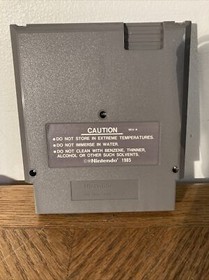 CAUTION
● DO NOT STORE IN EXTREME TEMPERATURES.
● DO NOT IMMERSE IN WATER.
● DO NOT CLEAN WITH BENZENE, THINNER,
ALCOHOL OR OTHER SUCH SOLVENTS.
©Nintendo® 1985